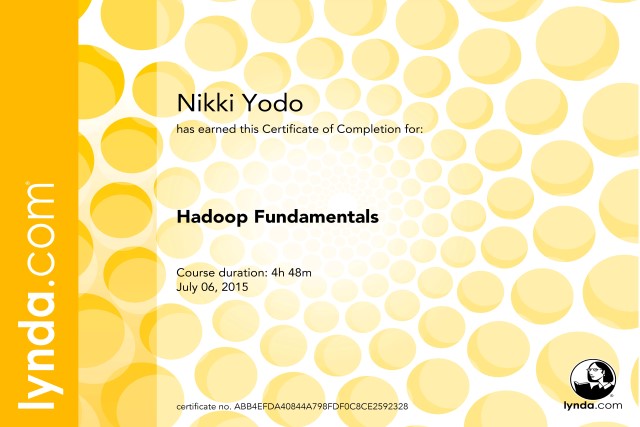 Nikki Yodo
has earned this Certificate of Completion for:
Hadoop Fundamentals
Course duration: 4h 48m
July 06, 2015
certificate no. ABB4EFDA40844A798FDF0C8CE2592328
lynda.com®
lynda.com